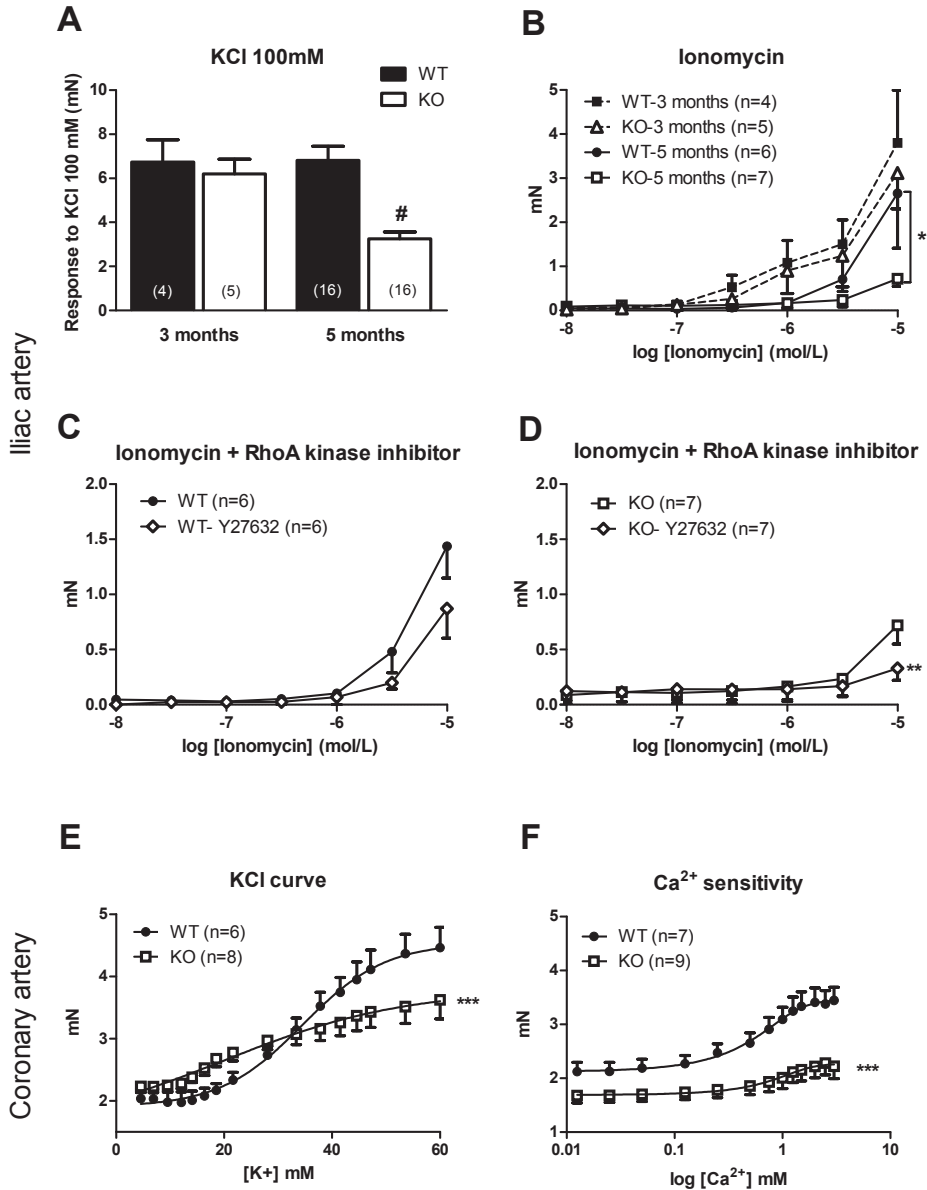 A
KCl 100mM
WT
KO
Response to KCl 100 mM (mN)
10
8
6
4
2
0
#
(4)
(5)
(16)
(16)
3 months
5 months
B
Ionomycin
WT-3 months (n=4)
KO-3 months (n=5)
WT-5 months (n=6)
KO-5 months (n=7)
mN
5
4
3
2
1
0
*
-8
-7
-6
-5
log [Ionomycin] (mol/L)
Iliac artery
C
Ionomycin + RhoA kinase inhibitor
WT (n=6)
WT- Y27632 (n=6)
mN
2.0
1.5
1.0
0.5
0.0
-8
-7
-6
-5
log [Ionomycin] (mol/L)
D
Ionomycin + RhoA kinase inhibitor
KO (n=7)
KO- Y27632 (n=7)
mN
2.0
1.5
1.0
0.5
0.0
**
-8
-7
-6
-5
log [Ionomycin] (mol/L)
Coronary artery
E
KCl curve
WT (n=6)
KO (n=8)
mN
5
4
3
2
***
0
20
40
60
[K+] mM
F
Ca²⁺ sensitivity
WT (n=7)
KO (n=9)
mN
5
4
3
2
1
***
0.01
0.1
1
10
log [Ca²⁺] mM